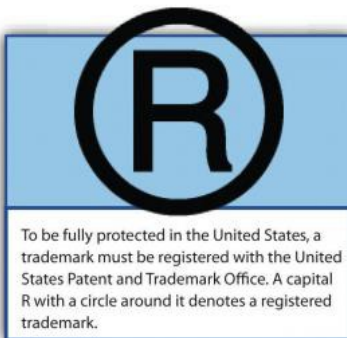 R
To be fully protected in the United States, a
trademark must be registered with the United
States Patent and Trademark Office. A capital
R with a circle around it denotes a registered
trademark.